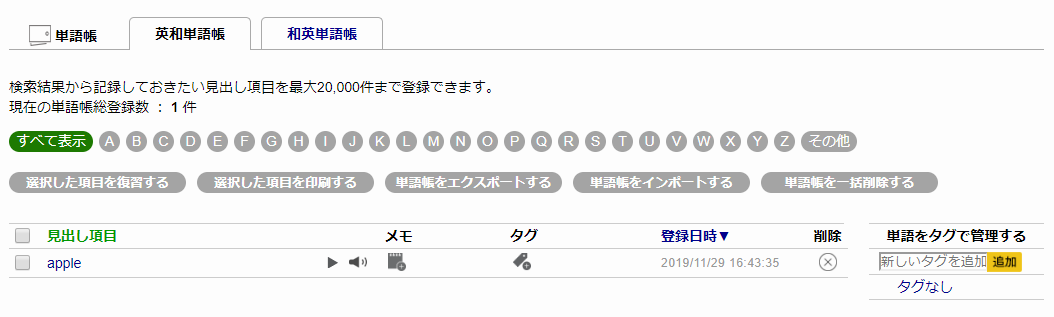 単語帳 英和単語帳 和英単語帳
検索結果から記録しておきたい見出し項目を最大20,000件まで登録できます。
現在の単語帳総登録数 : 1 件
すべて表示 A B C D E F G H I J K L M N O P Q R S T U V W X Y Z その他
選択した項目を復習する 選択した項目を印刷する 単語帳をエクスポートする 単語帳をインポートする 単語帳を一括削除する
見出し項目 メモ タグ 登録日時▼ 削除 単語をタグで管理する
apple 2019/11/29 16:43:35 新しいタグを追加 追加
タグなし